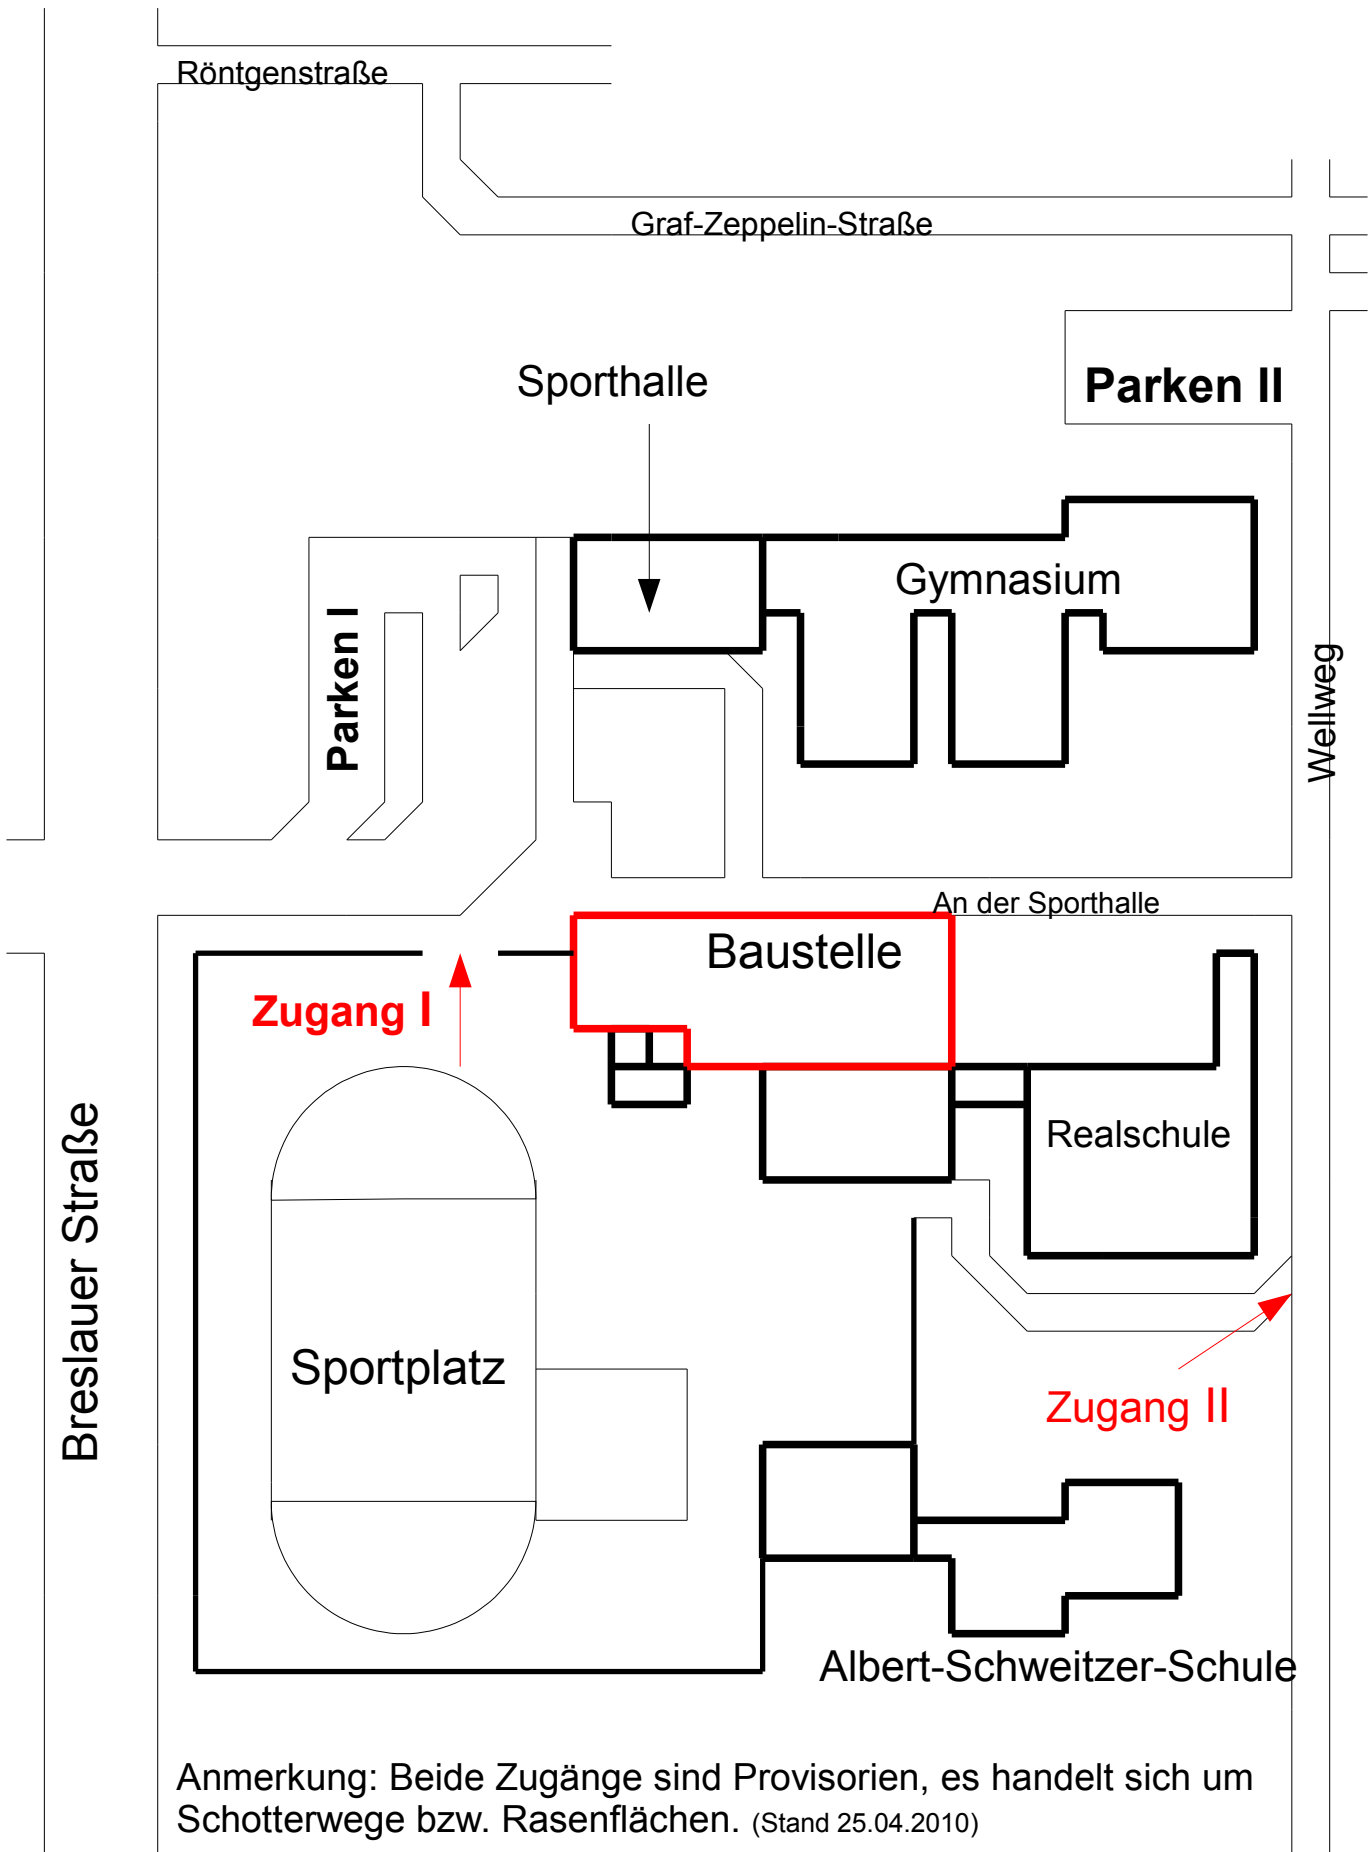 Röntgenstraße
Graf-Zeppelin-Straße
Sporthalle
Parken II
Gymnasium
Parken I
Wellweg
An der Sporthalle
Baustelle
Zugang I
Realschule
Breslauer Straße
Sportplatz
Zugang II
Albert-Schweitzer-Schule
Anmerkung: Beide Zugänge sind Provisorien, es handelt sich um
Schotterwege bzw. Rasenflächen. (Stand 25.04.2010)